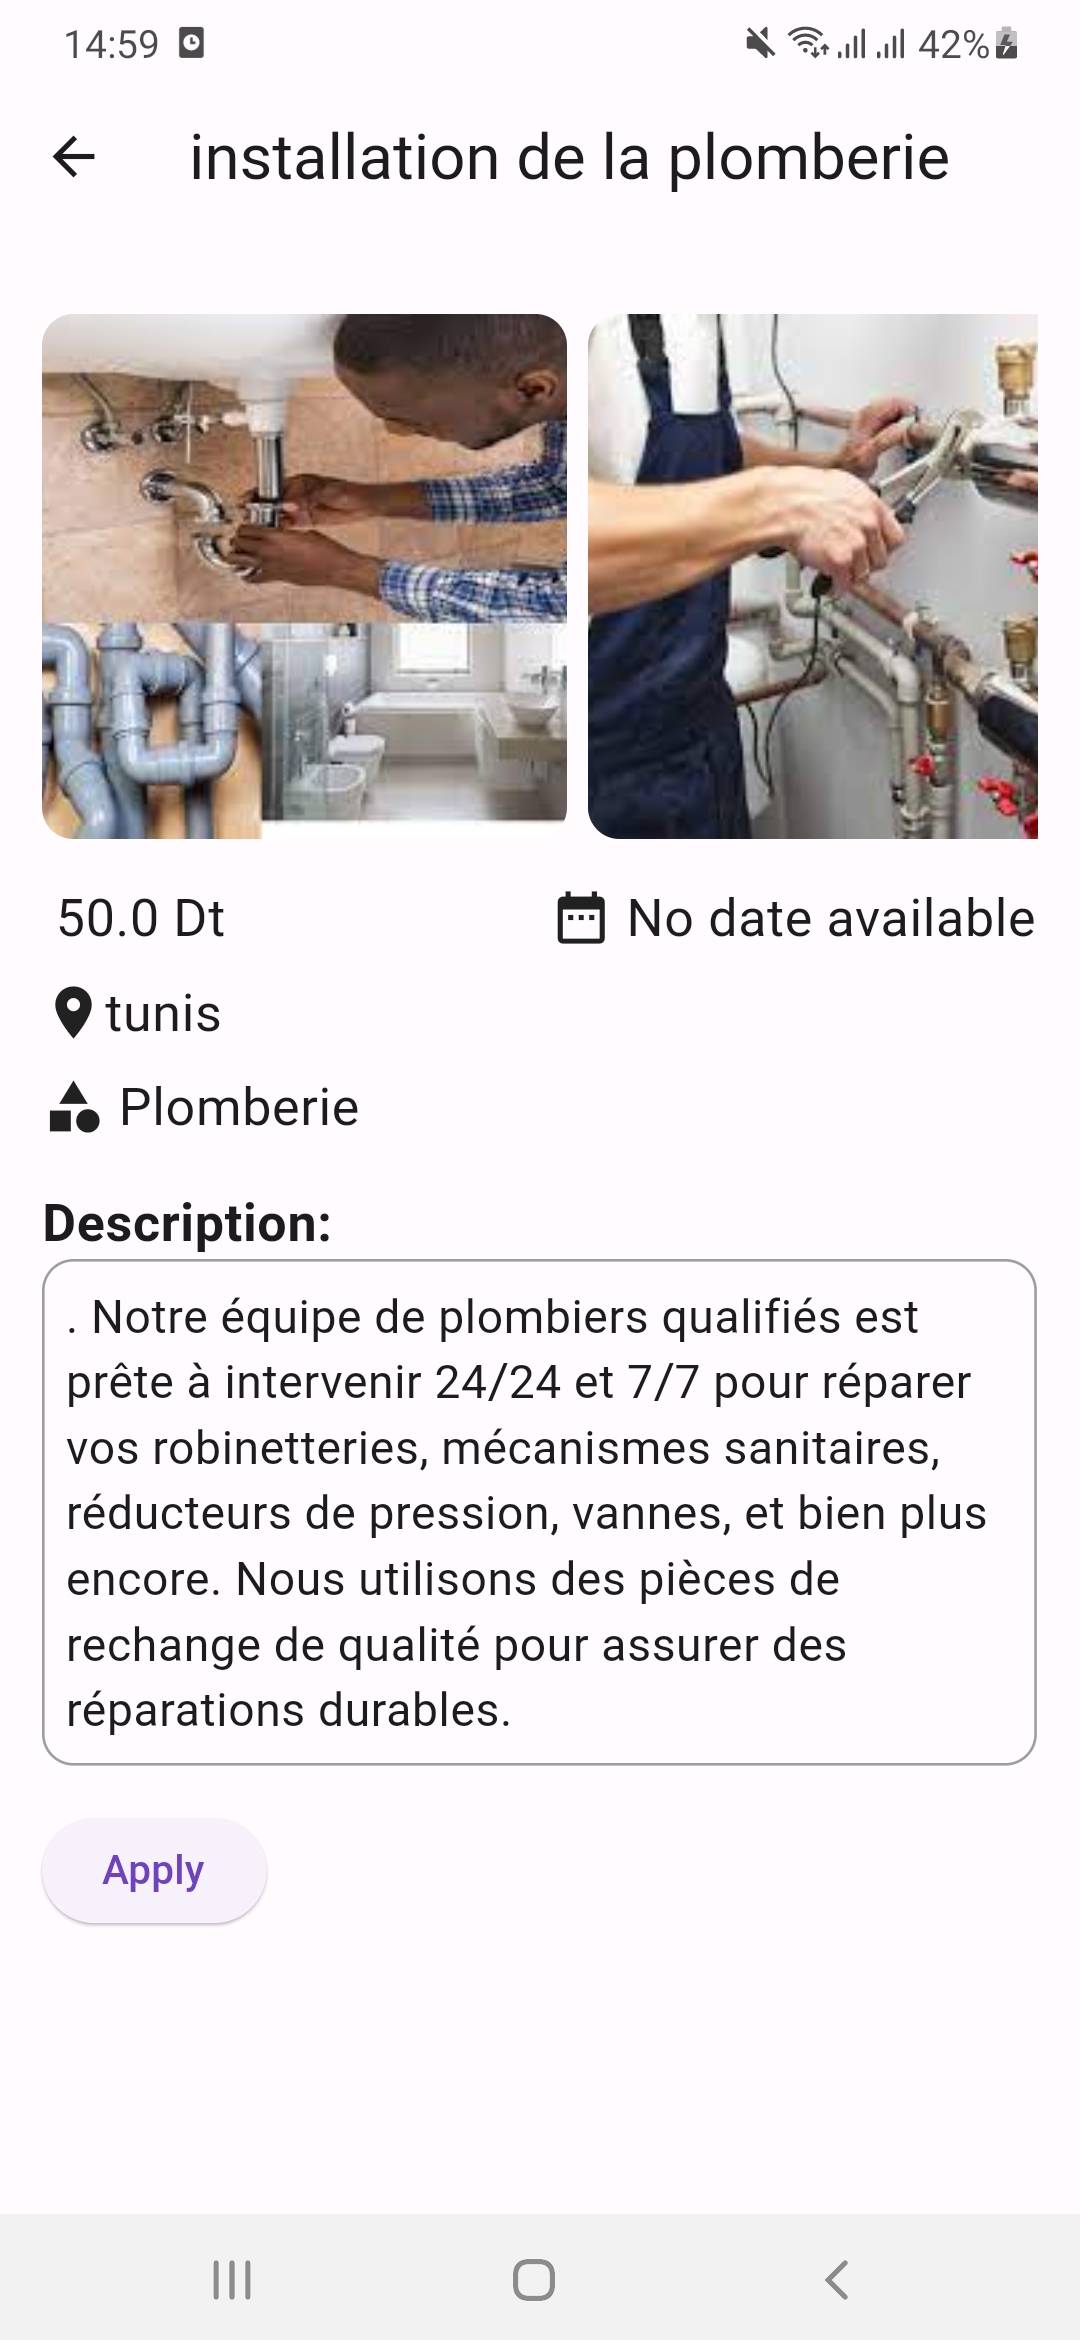 14:59
42%
installation de la plomberie
50.0 Dt
No date available
tunis
Plomberie
Description:
. Notre équipe de plombiers qualifiés est
prête à intervenir 24/24 et 7/7 pour réparer
vos robinetteries, mécanismes sanitaires,
réducteurs de pression, vannes, et bien plus
encore. Nous utilisons des pièces de
rechange de qualité pour assurer des
réparations durables.
Apply